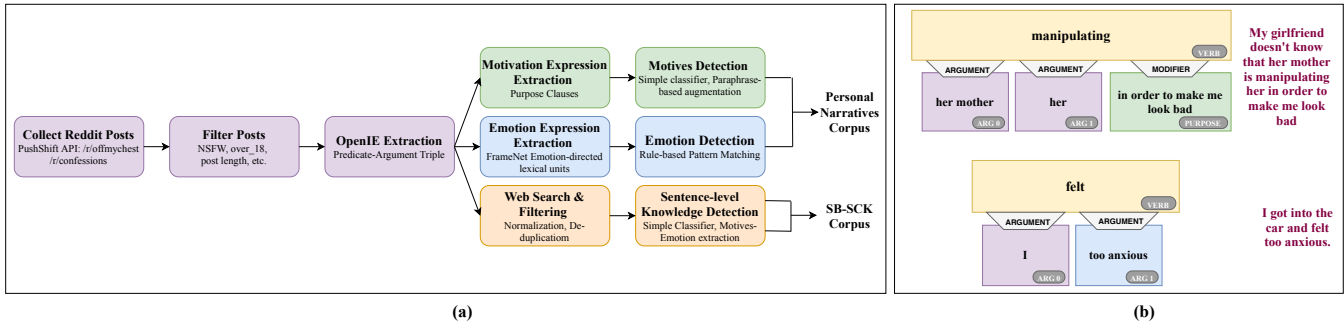 Collect Reddit Posts
PushShift API: /r/offmychest
/r/confessions
Filter Posts
NSFW, over_18,
post length, etc.
OpenIE Extraction
Predicate-Argument Triple
Motivation Expression
Extraction
Purpose Clauses
Motives Detection
Simple classifier, Paraphrase-
based augmentation
Emotion Expression
Extraction
FrameNet Emotion-directed
lexical units
Emotion Detection
Rule-based Pattern Matching
Web Search &
Filtering
Normalization, De-
duplicatiom
Sentence-level
Knowledge Detection
Simple Classifier, Motives-
Emotion extraction
Personal
Narratives
Corpus
SB-SCK
Corpus
(a)
manipulating
VERB
ARGUMENT
ARGUMENT
MODIFIER
her mother
ARG 0
her
ARG 1
in order to make me
look bad
PURPOSE
My girlfriend
doesn't know
that her mother
is manipulating
her in order to
make me look
bad
felt
VERB
ARGUMENT
ARGUMENT
I
ARG 0
too anxious
ARG 1
I got into the
car and felt
too anxious.
(b)